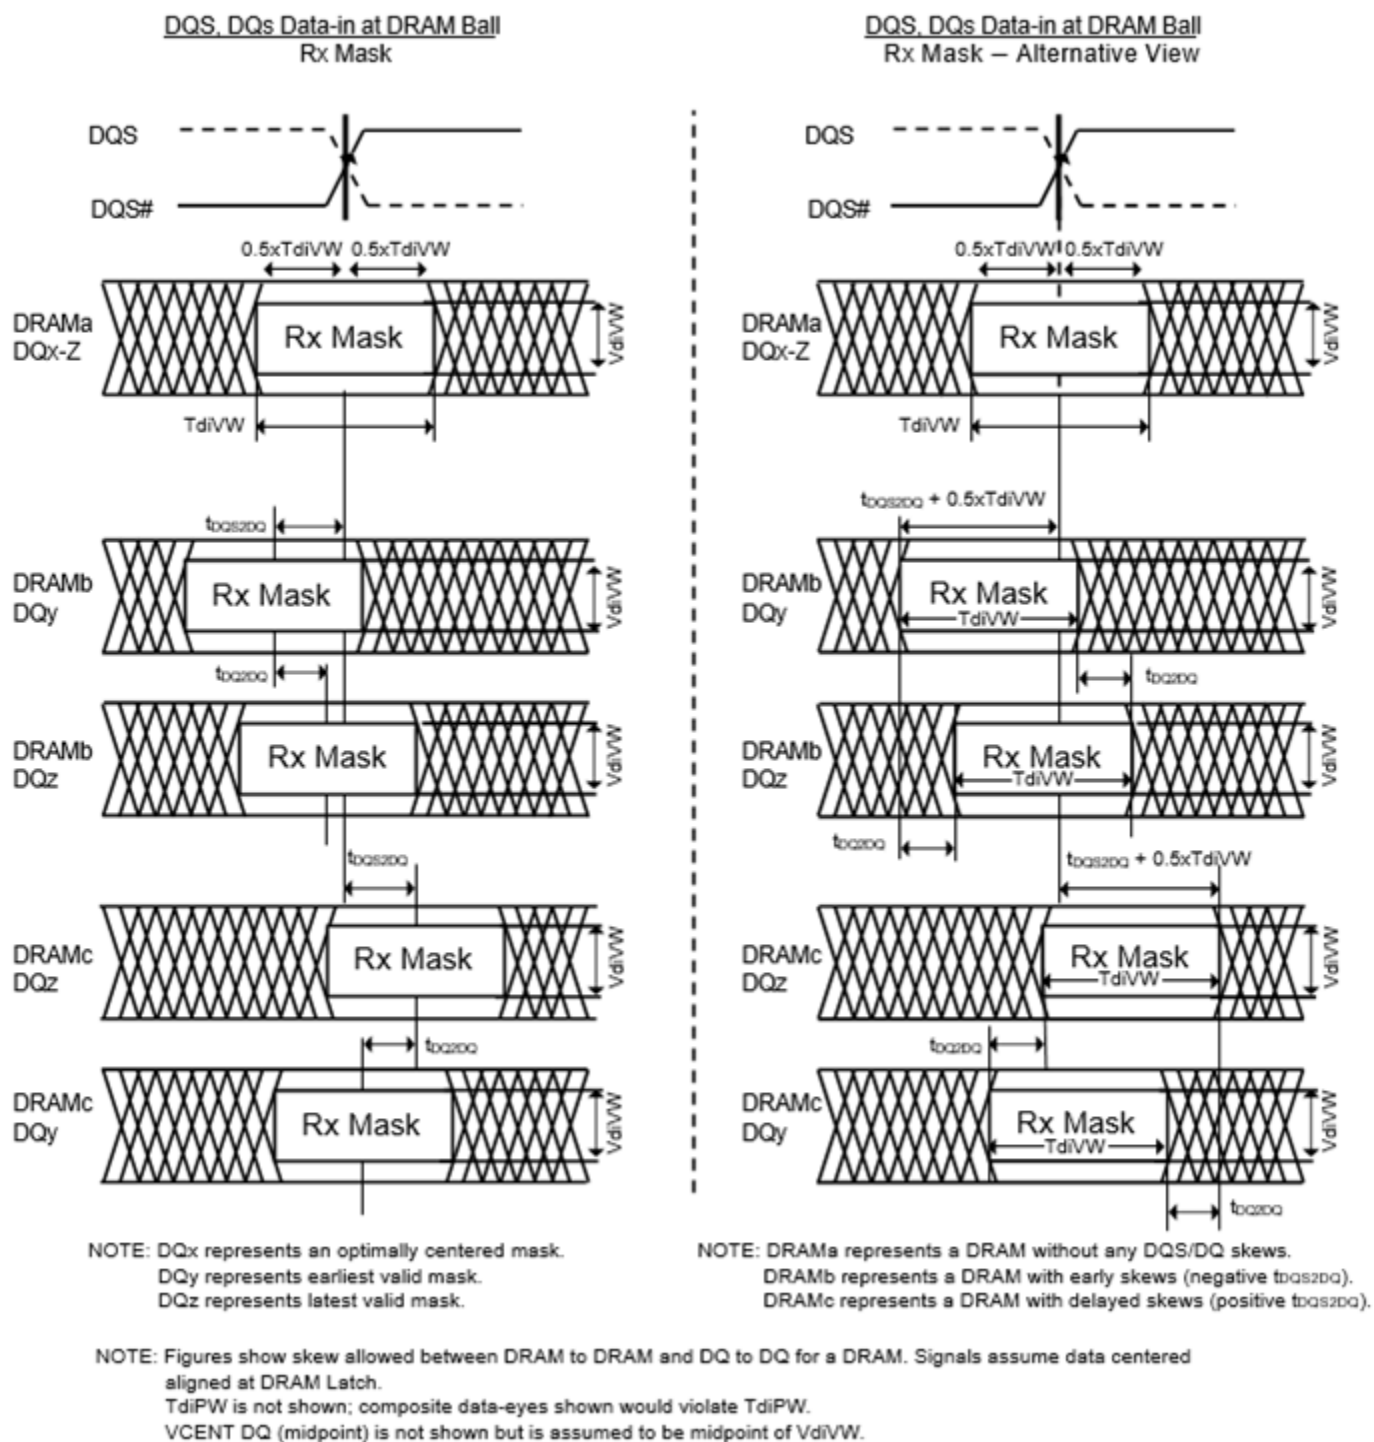 DQS, DQs Data-in at DRAM Ball
Rx Mask
DQS
DQS#
0.5xTdiVW 0.5xTdiVW
DRAMa
DQx-Z
Rx Mask
VdiVW
TdiVW
tDQS2DQ
DRAMb
DQy
Rx Mask
VdiVW
tDQ2DQ
DRAMb
DQz
Rx Mask
VdiVW
tDQS2DQ
DRAMc
DQz
Rx Mask
VdiVW
tDQ2DQ
DRAMc
DQy
Rx Mask
VdiVW
NOTE: DQx represents an optimally centered mask.
DQy represents earliest valid mask.
DQz represents latest valid mask.
DQS, DQs Data-in at DRAM Ball
Rx Mask – Alternative View
DQS
DQS#
0.5xTdiVW 0.5xTdiVW
DRAMa
DQx-Z
Rx Mask
VdiVW
TdiVW
tDQS2DQ + 0.5xTdiVW
DRAMb
DQy
Rx Mask
TdiVW
VdiVW
tDQ2DQ
DRAMb
DQz
Rx Mask
TdiVW
VdiVW
tDQ2DQ
tDQS2DQ + 0.5xTdiVW
DRAMc
DQz
Rx Mask
TdiVW
VdiVW
tDQ2DQ
DRAMc
DQy
Rx Mask
TdiVW
VdiVW
tDQ2DQ
NOTE: DRAMa represents a DRAM without any DQS/DQ skews.
DRAMb represents a DRAM with early skews (negative tDQS2DQ).
DRAMc represents a DRAM with delayed skews (positive tDQS2DQ).
NOTE: Figures show skew allowed between DRAM to DRAM and DQ to DQ for a DRAM. Signals assume data centered
aligned at DRAM Latch.
TdiPW is not shown; composite data-eyes shown would violate TdiPW.
VCENT DQ (midpoint) is not shown but is assumed to be midpoint of VdiVW.